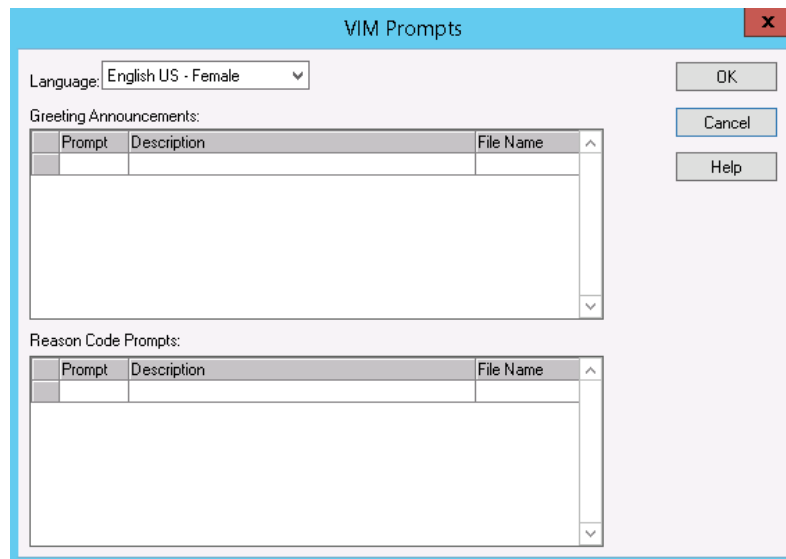 VIM Prompts
x
Language: English US - Female
OK
Greeting Announcements:
Cancel
Prompt Description File Name
Help
Reason Code Prompts:
Prompt Description File Name